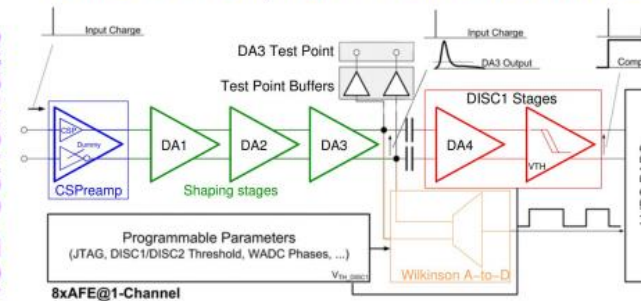 Input Charge
DA3 Test Point
Test Point Buffers
Input Charge
DA3 Output
DISC1 Stages
CSP
Dummy
CSPreamp
DA1
DA2
DA3
Shaping stages
DA4
VTH
Programmable Parameters
(JTAG, DISC1/DISC2 Threshold, WADC Phases, ...)
VTH_DISC1
Wilkinson A-to-D
8xAFE@1-Channel